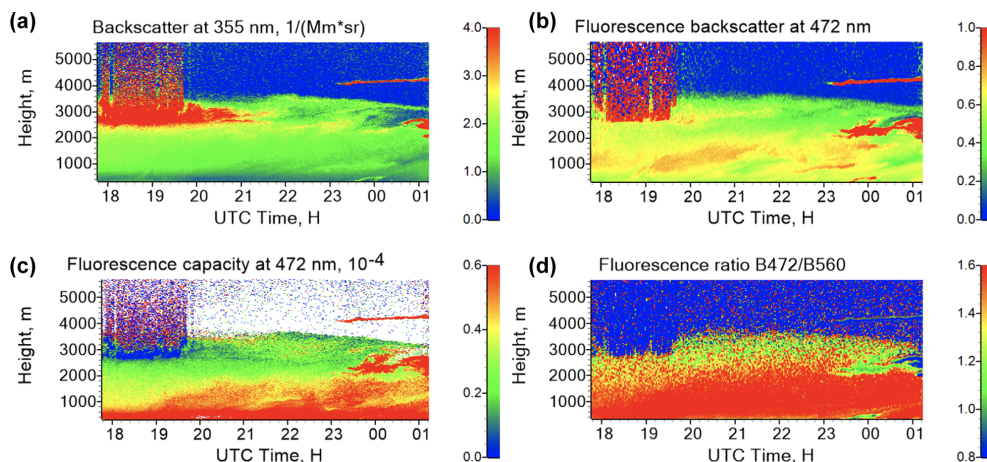 (a)
Backscatter at 355 nm, 1/(Mm*sr)
Height, m
5000
4000
3000
2000
1000
18 19 20 21 22 23 00 01
UTC Time, H
4.0
3.0
2.0
1.0
0.0
(b)
Fluorescence backscatter at 472 nm
Height, m
5000
4000
3000
2000
1000
18 19 20 21 22 23 00 01
UTC Time, H
1.0
0.8
0.6
0.4
0.2
0.0
(c)
Fluorescence capacity at 472 nm, 10-4
Height, m
5000
4000
3000
2000
1000
18 19 20 21 22 23 00 01
UTC Time, H
0.6
0.4
0.2
0.0
(d)
Fluorescence ratio B472/B560
Height, m
5000
4000
3000
2000
1000
18 19 20 21 22 23 00 01
UTC Time, H
1.6
1.4
1.2
1.0
0.8